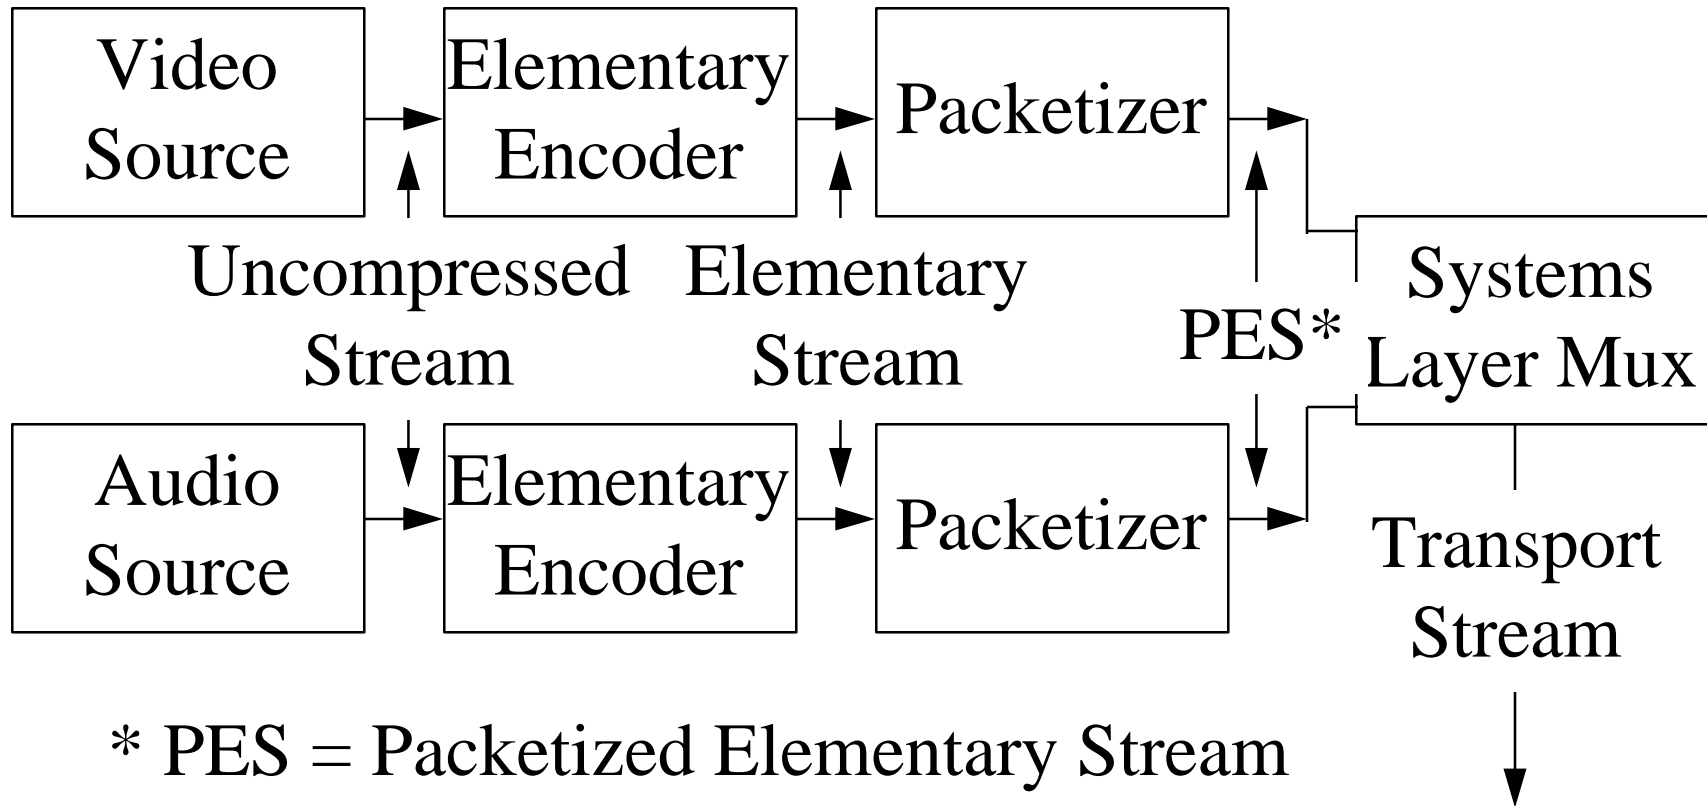 Video
Source
Elementary
Encoder
Packetizer
Uncompressed
Stream
Elementary
Stream
PES*
Systems
Layer Mux
Audio
Source
Elementary
Encoder
Packetizer
Transport
Stream
* PES = Packetized Elementary Stream